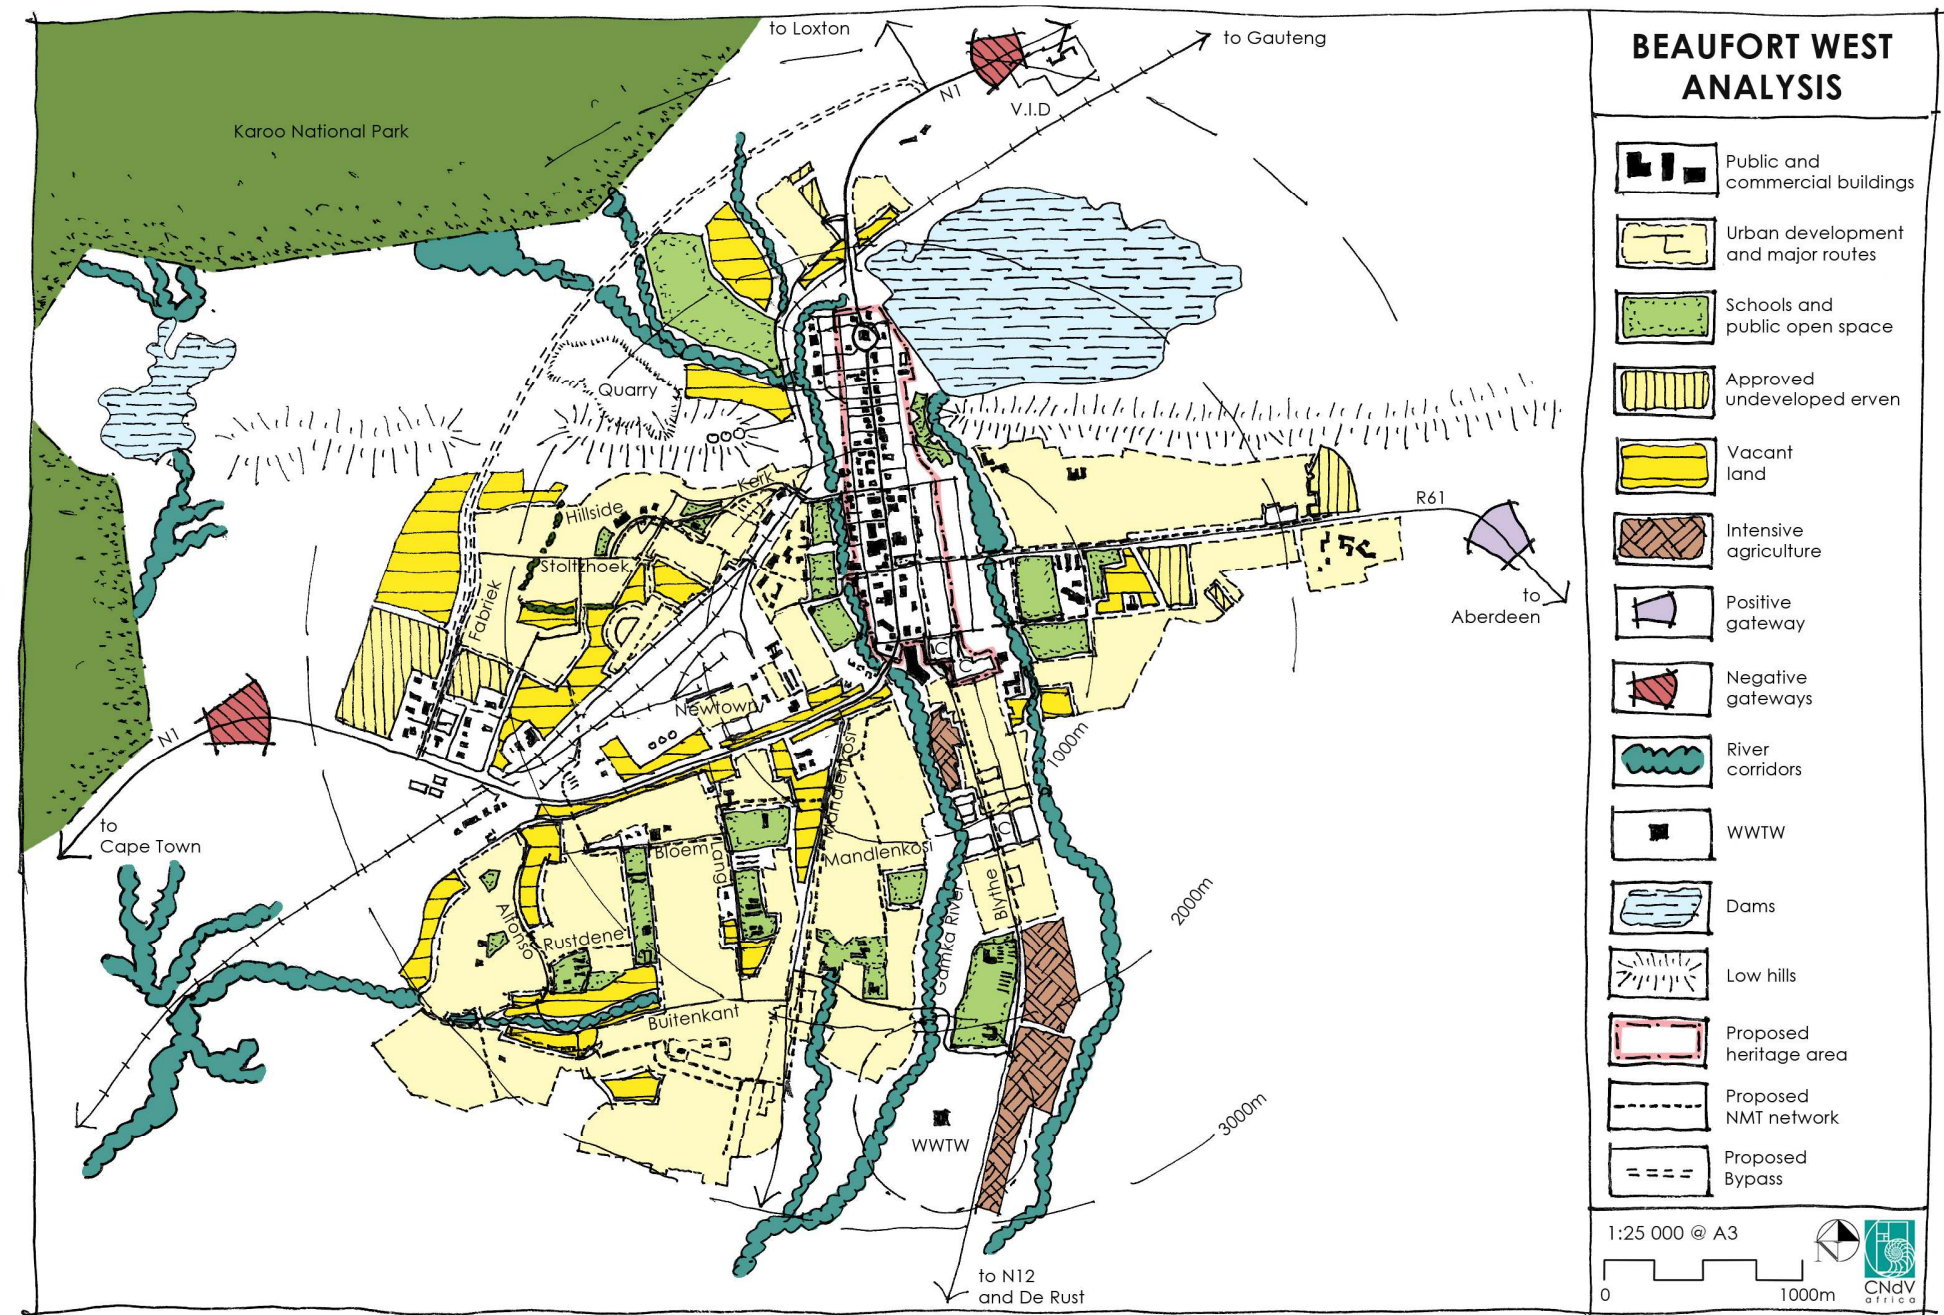 to Loxton
to Gauteng
N1
V.I.D
Karoo National Park
Quarry
Kerk
Hillside
Stoltzhoek
Fabriek
R61
to
Aberdeen
Newtown
N1
to
Cape Town
1000m
Mandlenkosi
Bloem
Mandlenkosi
Alfonso
Rustdene
Gamka River
Blythe
2000m
Buitenkant
3000m
WWTW
to N12
and De Rust
C
C
C
BEAUFORT WEST
ANALYSIS
Public and
commercial buildings
Urban development
and major routes
Schools and
public open space
Approved
undeveloped erven
Vacant
land
Intensive
agriculture
Positive
gateway
Negative
gateways
River
corridors
WWTW
Dams
Low hills
Proposed
heritage area
Proposed
NMT network
Proposed
Bypass
1:25 000 @ A3
N
0
1000m
CNdV
africa